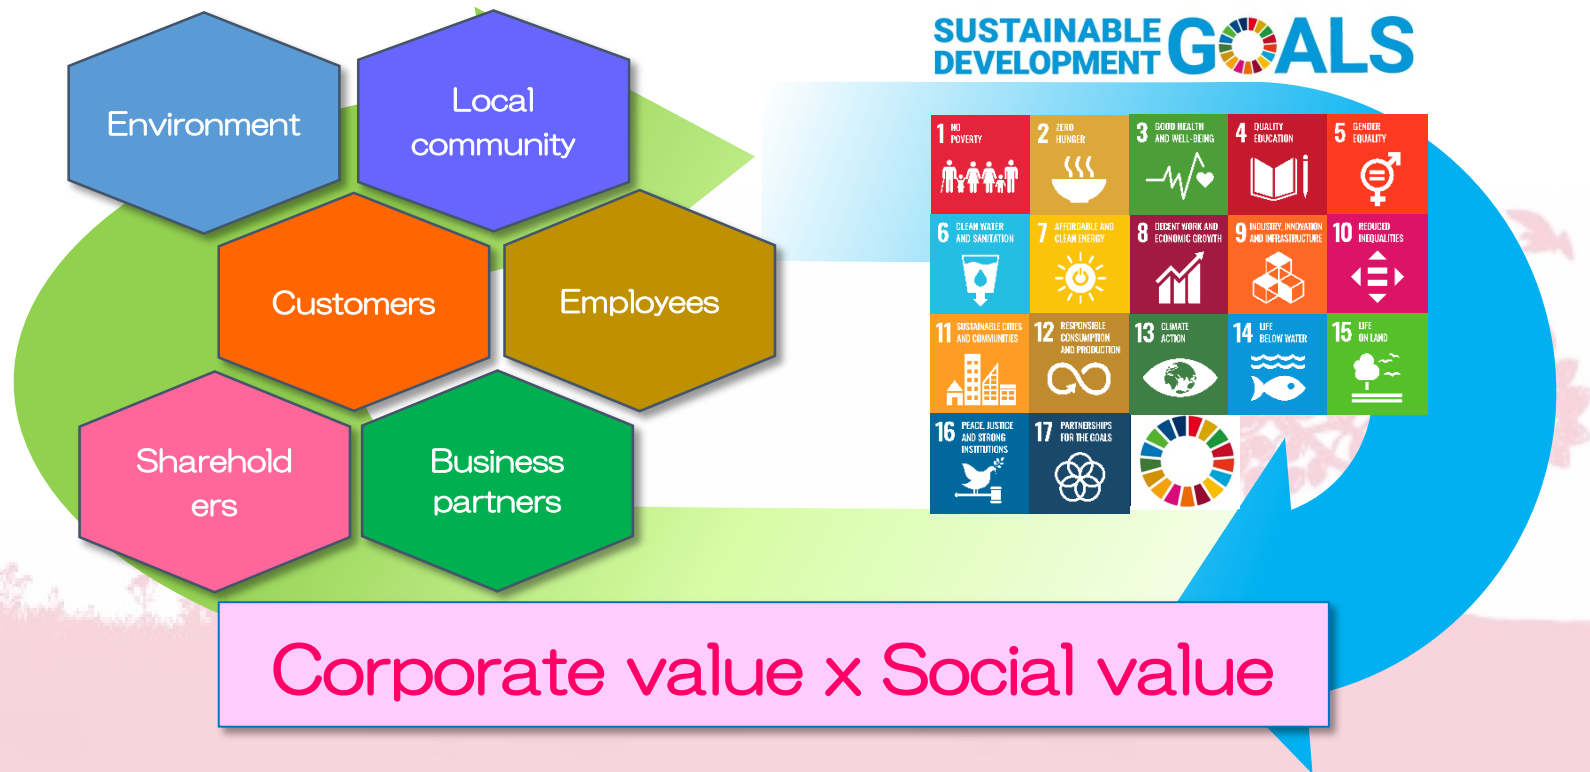 Environment
Local
community
Customers
Employees
Sharehold
ers
Business
partners
SUSTAINABLE
DEVELOPMENT
GOALS
1 NO
POVERTY
2 ZERO
HUNGER
3 GOOD HEALTH
AND WELL-BEING
4 QUALITY
EDUCATION
5 GENDER
EQUALITY
6 CLEAN WATER
AND SANITATION
7 AFFORDABLE AND
CLEAN ENERGY
8 DECENT WORK AND
ECONOMIC GROWTH
9 INDUSTRY, INNOVATION
AND INFRASTRUCTURE
10 REDUCED
INEQUALITIES
11 SUSTAINABLE CITIES
AND COMMUNITIES
12 RESPONSIBLE
CONSUMPTION
AND PRODUCTION
13 CLIMATE
ACTION
14 LIFE
BELOW WATER
15 LIFE
ON LAND
16 PEACE, JUSTICE
AND STRONG
INSTITUTIONS
17 PARTNERSHIPS
FOR THE GOALS
Corporate value x Social value